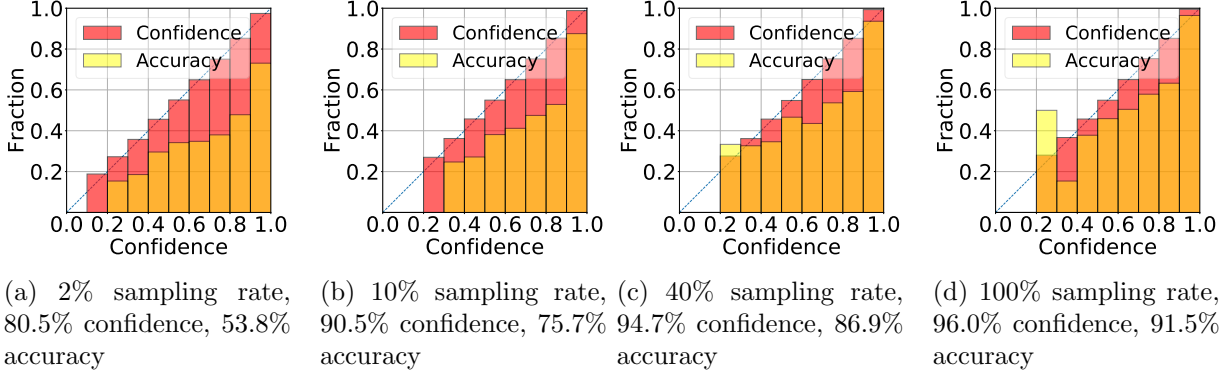 Confidence
Accuracy
Fraction
1.0
0.8
0.6
0.4
0.2
0.0 0.2 0.4 0.6 0.8 1.0
Confidence
(a) 2% sampling rate,
80.5% confidence, 53.8%
accuracy
Confidence
Accuracy
Fraction
1.0
0.8
0.6
0.4
0.2
0.0 0.2 0.4 0.6 0.8 1.0
Confidence
(b) 10% sampling rate,
90.5% confidence, 75.7%
accuracy
Confidence
Accuracy
Fraction
1.0
0.8
0.6
0.4
0.2
0.0 0.2 0.4 0.6 0.8 1.0
Confidence
(c) 40% sampling rate,
94.7% confidence, 86.9%
accuracy
Confidence
Accuracy
Fraction
1.0
0.8
0.6
0.4
0.2
0.0 0.2 0.4 0.6 0.8 1.0
Confidence
(d) 100% sampling rate,
96.0% confidence, 91.5%
accuracy